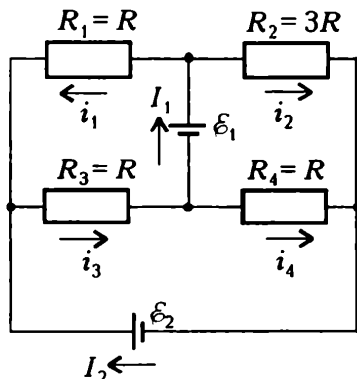 R₁ = R
R₂ = 3R
i₁
I₁
i₂
ℰ₁
R₃ = R
R₄ = R
i₃
i₄
ℰ₂
I₂